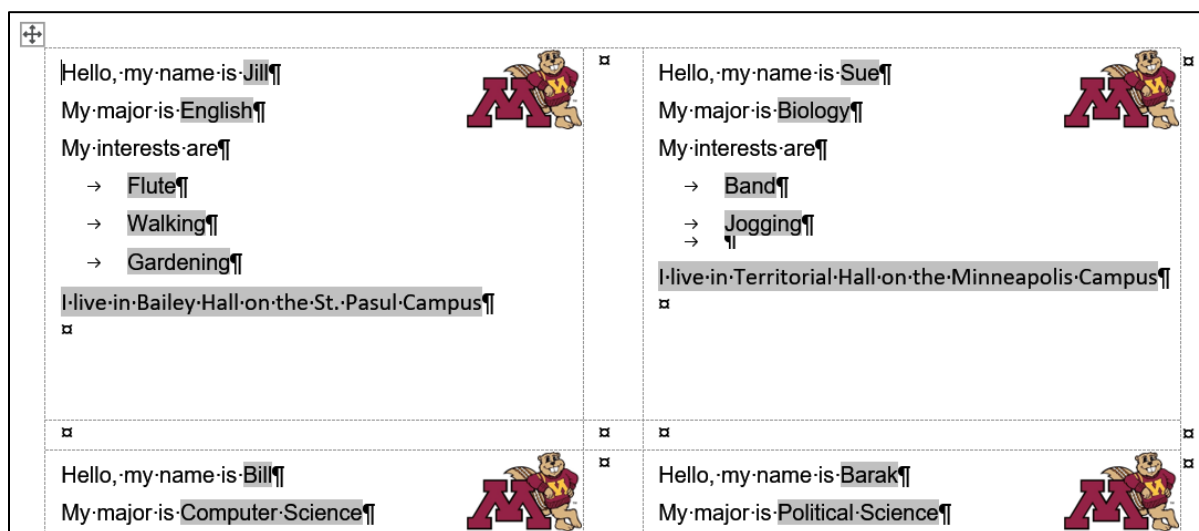 Hello, my name is Jill¶
My major is English¶
My interests are¶
→ Flute¶
→ Walking¶
→ Gardening¶
I live in Bailey Hall on the St. Pasul Campus¶
¤
¤
Hello, my name is Sue¶
My major is Biology¶
My interests are¶
→ Band¶
→ Jogging¶
→ ¶
I live in Territorial Hall on the Minneapolis Campus¶
¤
¤
¤
¤
¤
¤
Hello, my name is Bill¶
My major is Computer Science¶
¤
Hello, my name is Barak¶
My major is Political Science¶
¤